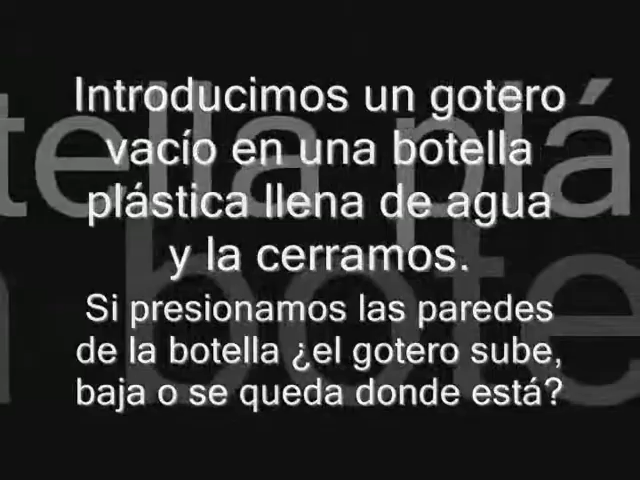 Introducimos un gotero
vacío en una botella
plástica llena de agua
y la cerramos.
Si presionamos las paredes
de la botella ¿el gotero sube,
baja o se queda donde está?